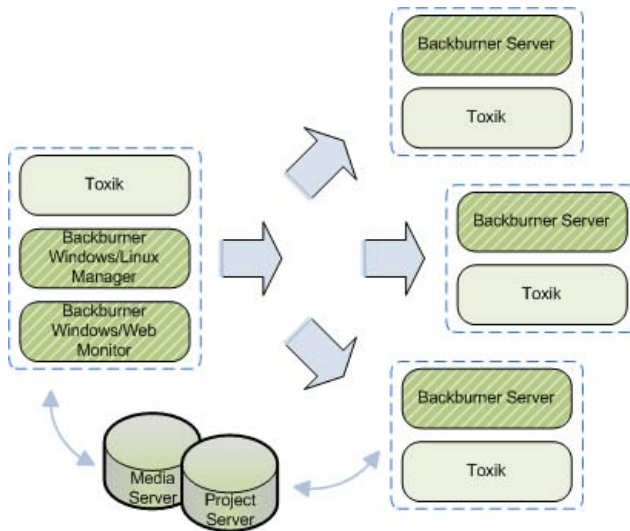 Backburner Server
Toxik
Toxik
Backburner
Windows/Linux
Manager
Backburner
Windows/Web
Monitor
Backburner Server
Toxik
Backburner Server
Toxik
Media
Server
Project
Server